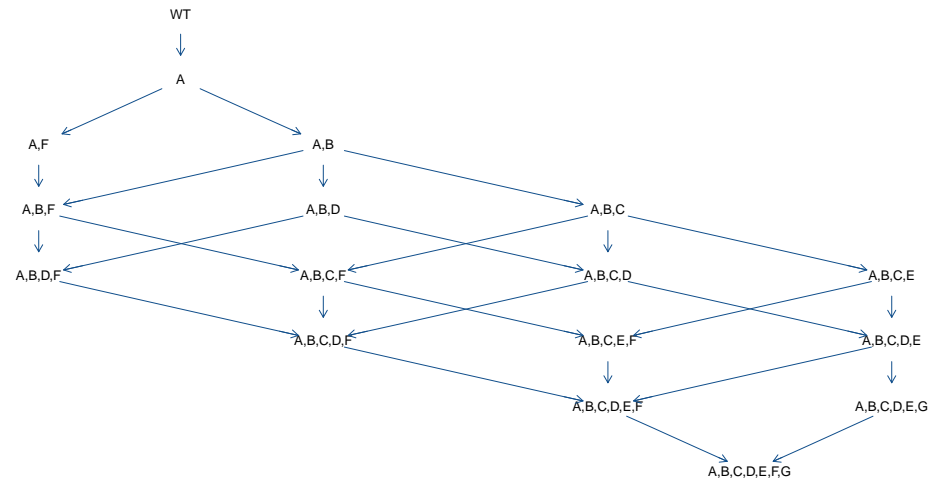 WT
A
A,F
A,B
A,B,F
A,B,D
A,B,C
A,B,D,F
A,B,C,F
A,B,C,D
A,B,C,E
A,B,C,D,F
A,B,C,E,F
A,B,C,D,E
A,B,C,D,E,F
A,B,C,D,E,G
A,B,C,D,E,F,G